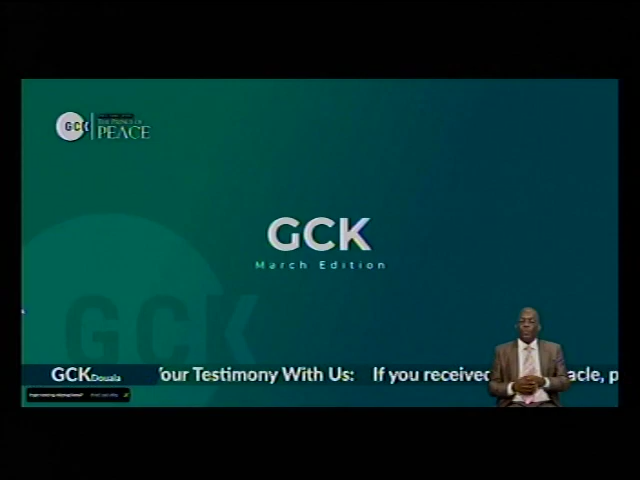 GCK
THE PRINCE OF
PEACE
GCK
March Edition
GCK
GCK Douala
Your Testimony With Us: If you received acle, p